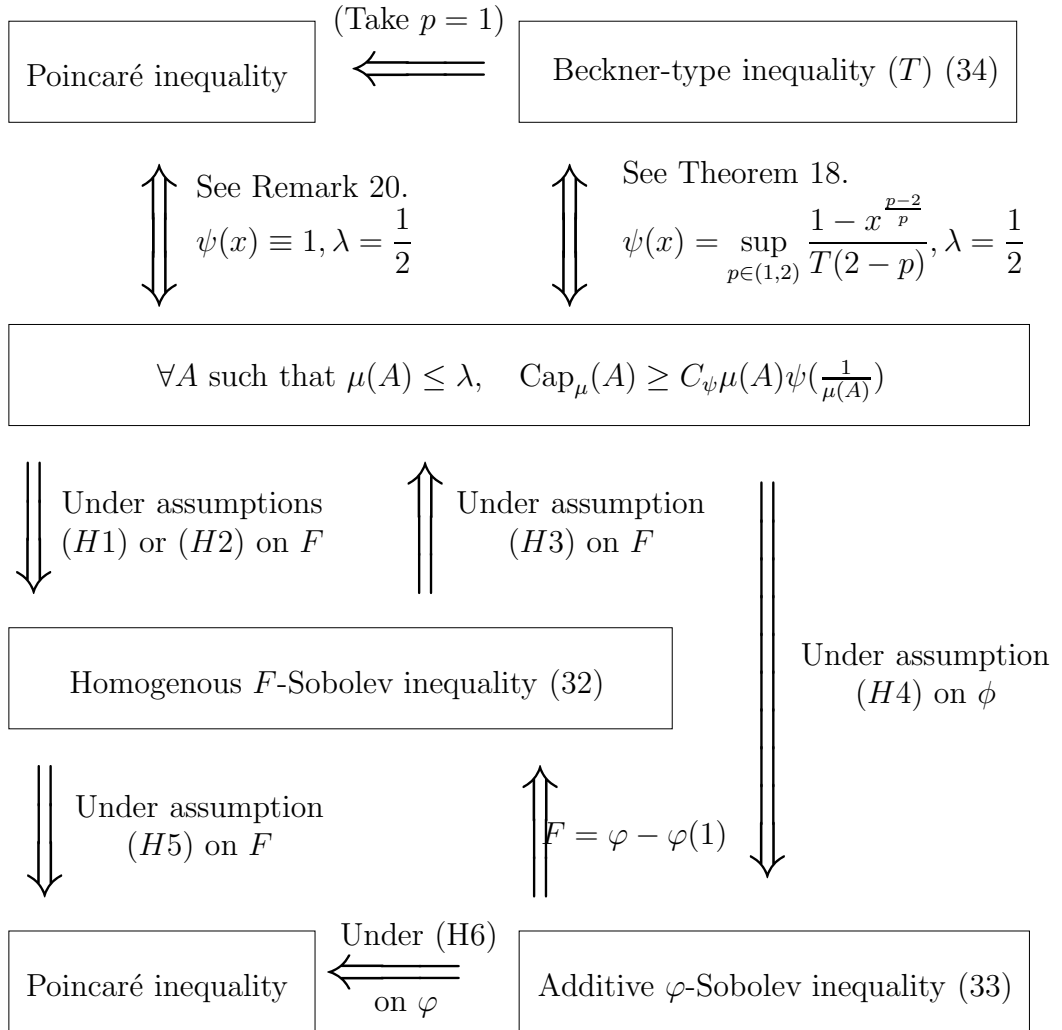 (Take p = 1)
Poincaré inequality
Beckner-type inequality (T) (34)
See Remark 20.
ψ(x) ≡ 1, λ = 1/2
See Theorem 18.
ψ(x) = sup_{p∈(1,2)} (1 − x^{(p−2)/p}) / T(2 − p), λ = 1/2
∀A such that μ(A) ≤ λ, Cap_μ(A) ≥ C_ψ μ(A)ψ(1/μ(A))
Under assumptions
(H1) or (H2) on F
Under assumption
(H3) on F
Under assumption
(H4) on ϕ
Homogenous F-Sobolev inequality (32)
Under assumption
(H5) on F
F = φ − φ(1)
Poincaré inequality
Under (H6)
on φ
Additive φ-Sobolev inequality (33)